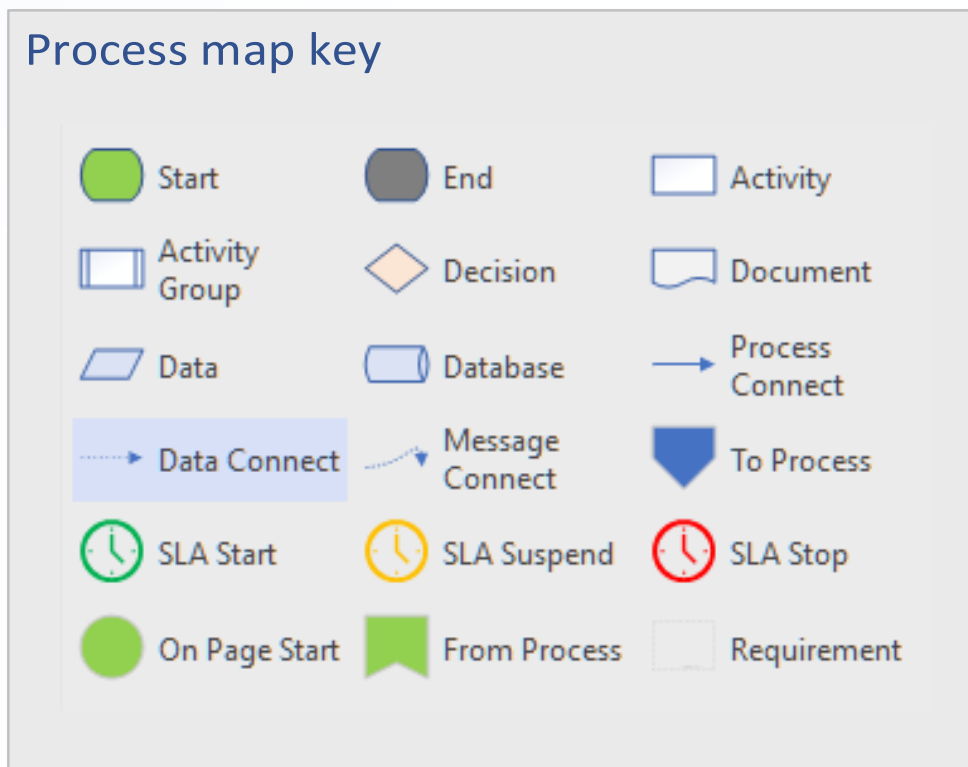 Process map key
Start
End
Activity
Activity
Group
Decision
Document
Data
Database
Process
Connect
Data Connect
Message
Connect
To Process
SLA Start
SLA Suspend
SLA Stop
On Page Start
From Process
Requirement